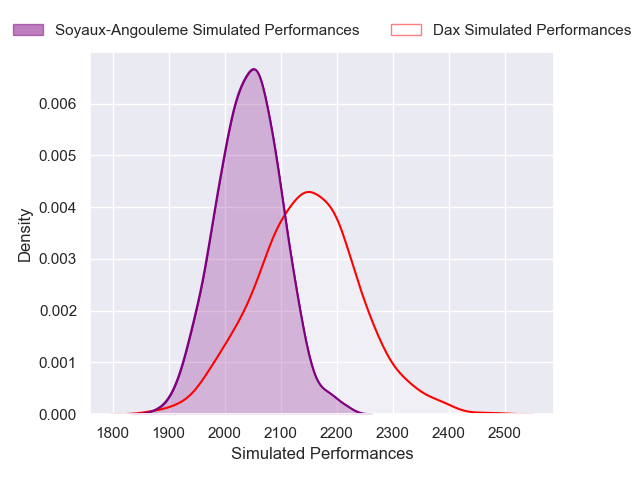 Soyaux-Angouleme Simulated Performances Dax Simulated Performances
0.006
0.005
0.004
0.003
0.002
0.001
0.000
Density
1800 1900 2000 2100 2200 2300 2400 2500
Simulated Performances